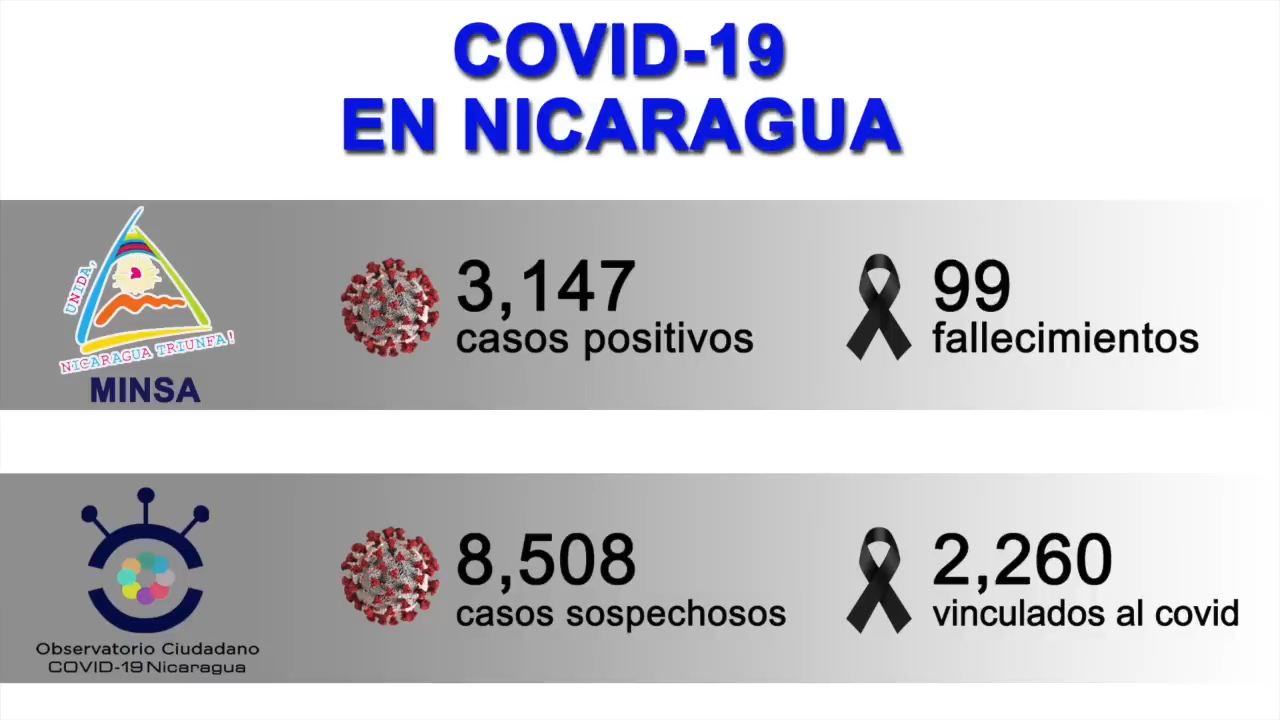 COVID-19
EN NICARAGUA
UNIDA,
NICARAGUA TRIUNFA!
MINSA
3,147
casos positivos
99
fallecimientos
Observatorio Ciudadano
COVID-19 Nicaragua
8,508
casos sospechosos
2,260
vinculados al covid